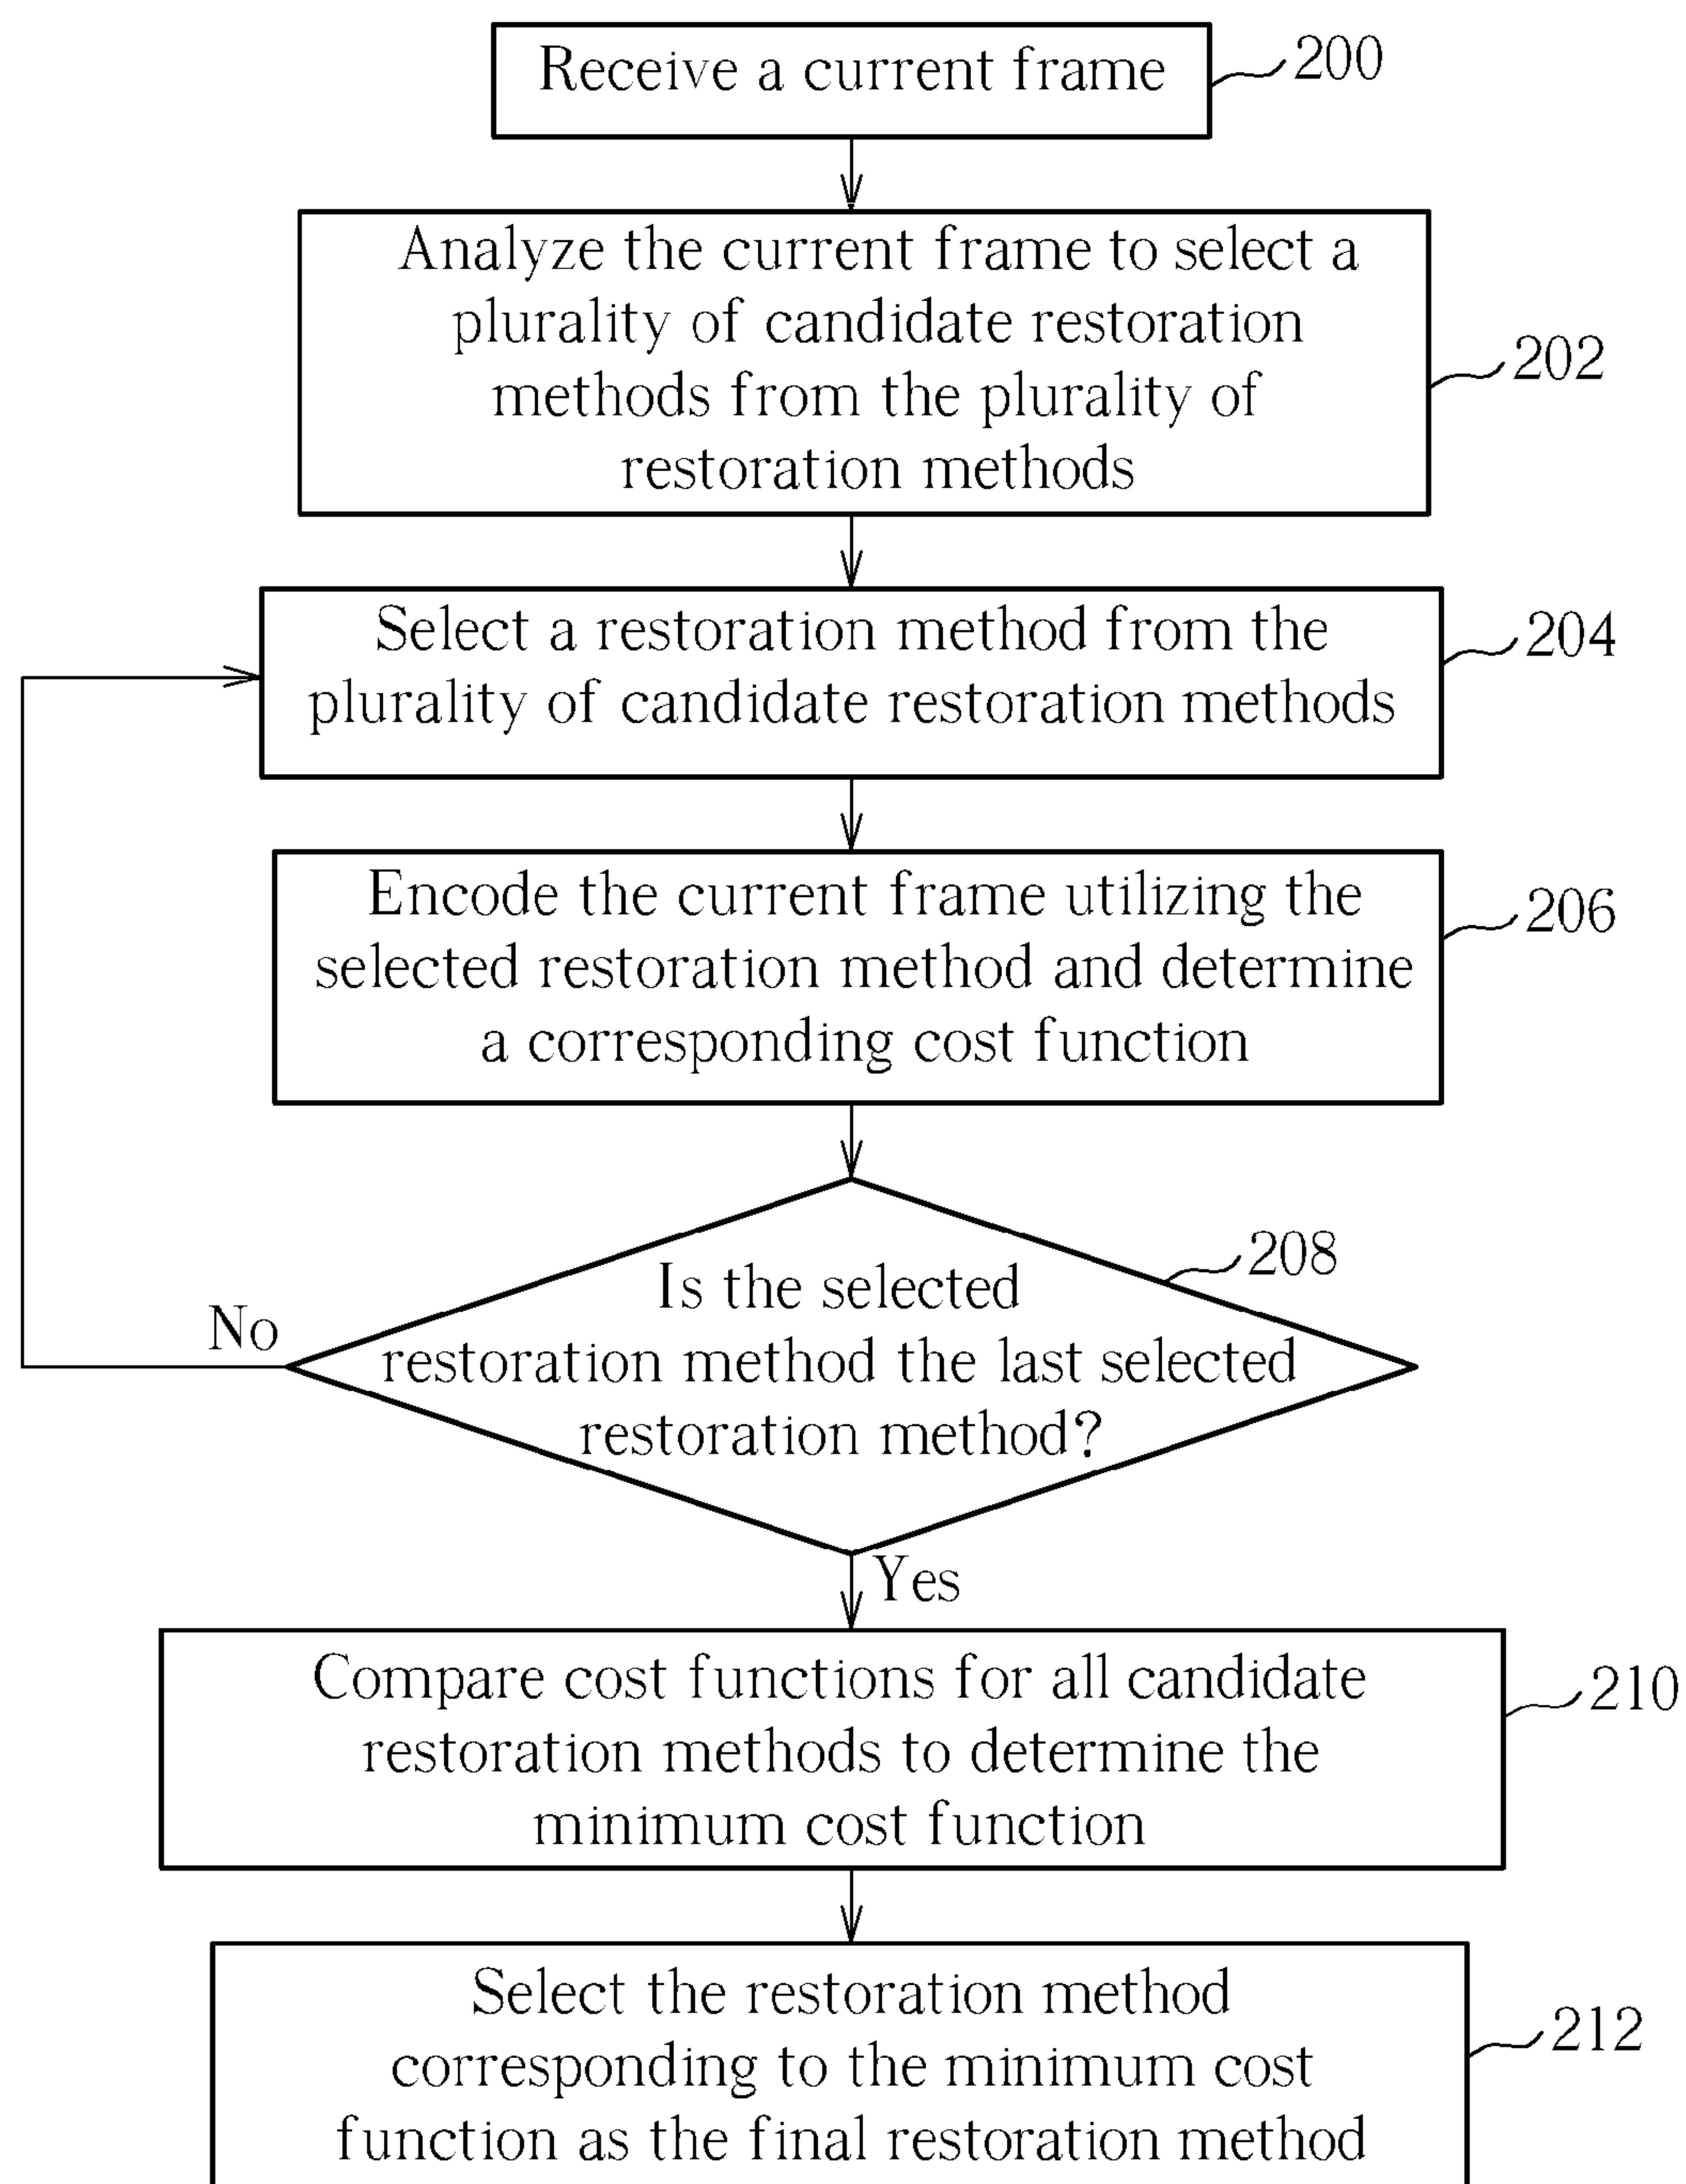 Receive a current frame
200
Analyze the current frame to select a
plurality of candidate restoration
methods from the plurality of
restoration methods
202
Select a restoration method from the
plurality of candidate restoration methods
204
Encode the current frame utilizing the
selected restoration method and determine
a corresponding cost function
206
Is the selected
restoration method the last selected
restoration method?
208
No
Yes
Compare cost functions for all candidate
restoration methods to determine the
minimum cost function
210
Select the restoration method
corresponding to the minimum cost
function as the final restoration method
212